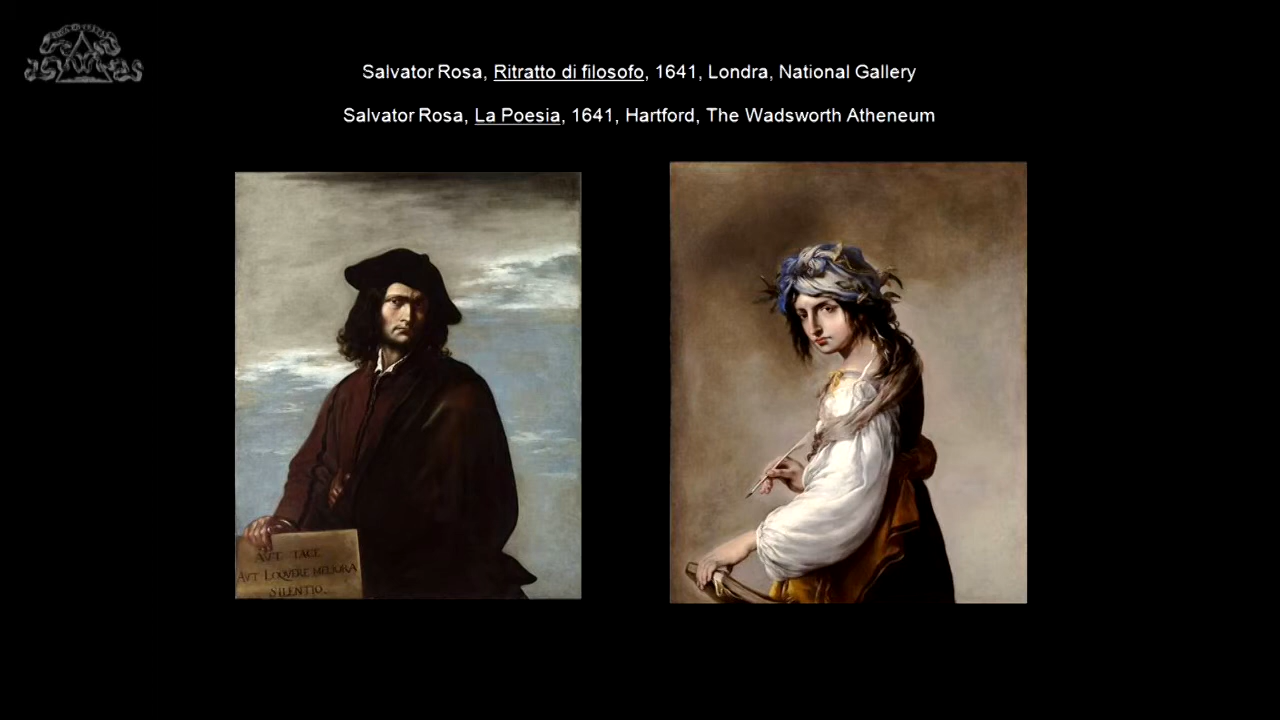 Salvator Rosa, Ritratto di filosofo, 1641, Londra, National Gallery
Salvator Rosa, La Poesia, 1641, Hartford, The Wadsworth Atheneum
AVT TACE
AVT LOQVERE MELIORA
SILENTIO.